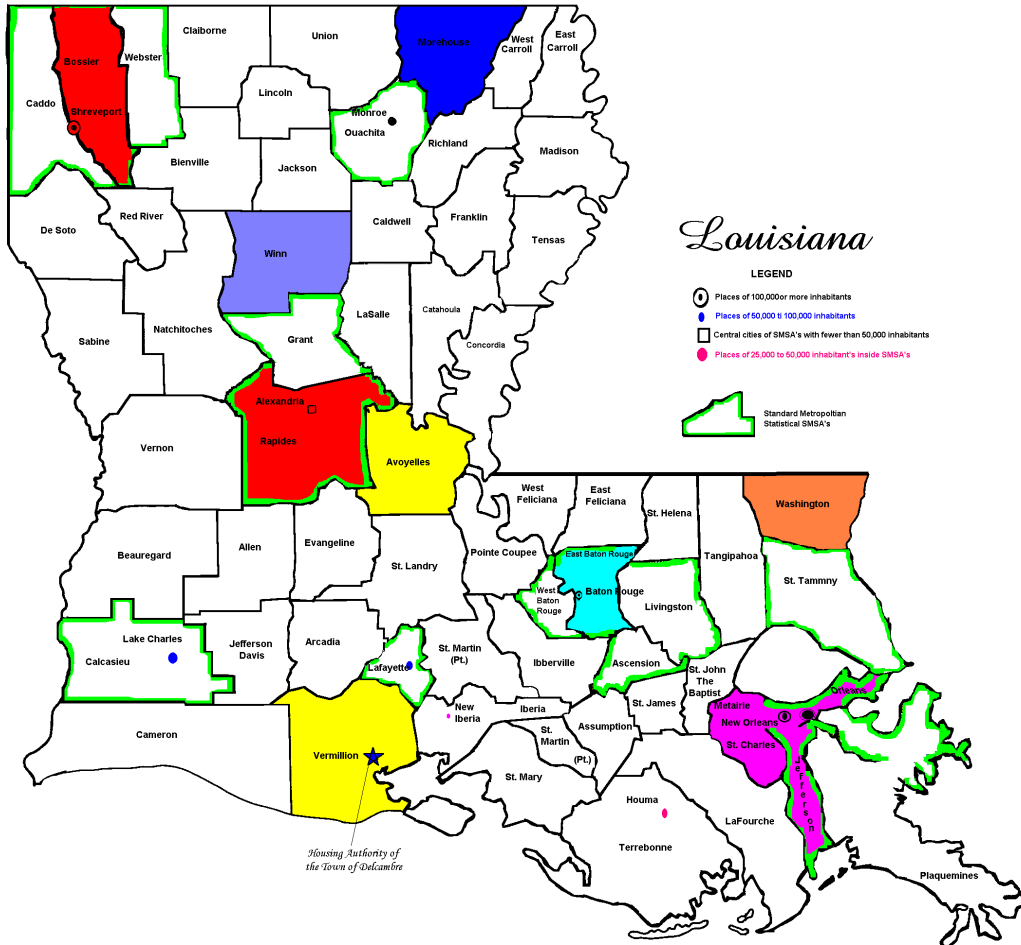 Claiborne
Union
Morehouse
West
Carroll
East
Carroll
Bossier
Webster
Caddo
Shreveport
Lincoln
Monroe
Ouachita
Richland
Madison
Bienville
Jackson
Red River
De Soto
Caldwell
Franklin
Tensas
Winn
Louisiana
LEGEND
Places of 100,000or more inhabitants
Places of 50,000 ti 100,000 inhabitants
Central cities of SMSA's with fewer than 50,000 inhabitants
Places of 25,000 to 50,000 inhabitant's inside SMSA's
Standard Metropoltian
Statistical SMSA's
Sabine
Natchitoches
Grant
LaSalle
Catahoula
Concordia
Alexandria
Rapides
Vernon
Avoyelles
West
Feliciana
East
Feliciana
St. Helena
Washington
Beauregard
Allen
Evangeline
St. Landry
Pointe Coupee
East Baton Rouge
Tangipahoa
West
Baton
Rouge
Baton Rouge
Livingston
St. Tammny
Lake Charles
Calcasieu
Jefferson
Davis
Arcadia
Lafayette
St. Martin
(Pt.)
Ibberville
Ascension
St. John
The
Baptist
Orleans
Metairie
New Orleans
St. Charles
Jefferson
New
Iberia
Iberia
St. James
Assumption
Cameron
Vermillion
St.
Martin
(Pt.)
St. Mary
Houma
Terrebonne
LaFourche
Plaquemines
Housing Authority of
the Town of Delcambre